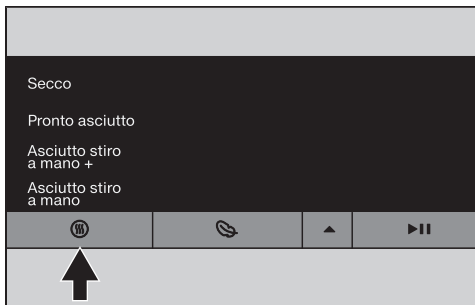 Secco
Pronto asciutto
Asciutto stiro
a mano +
Asciutto stiro
a mano